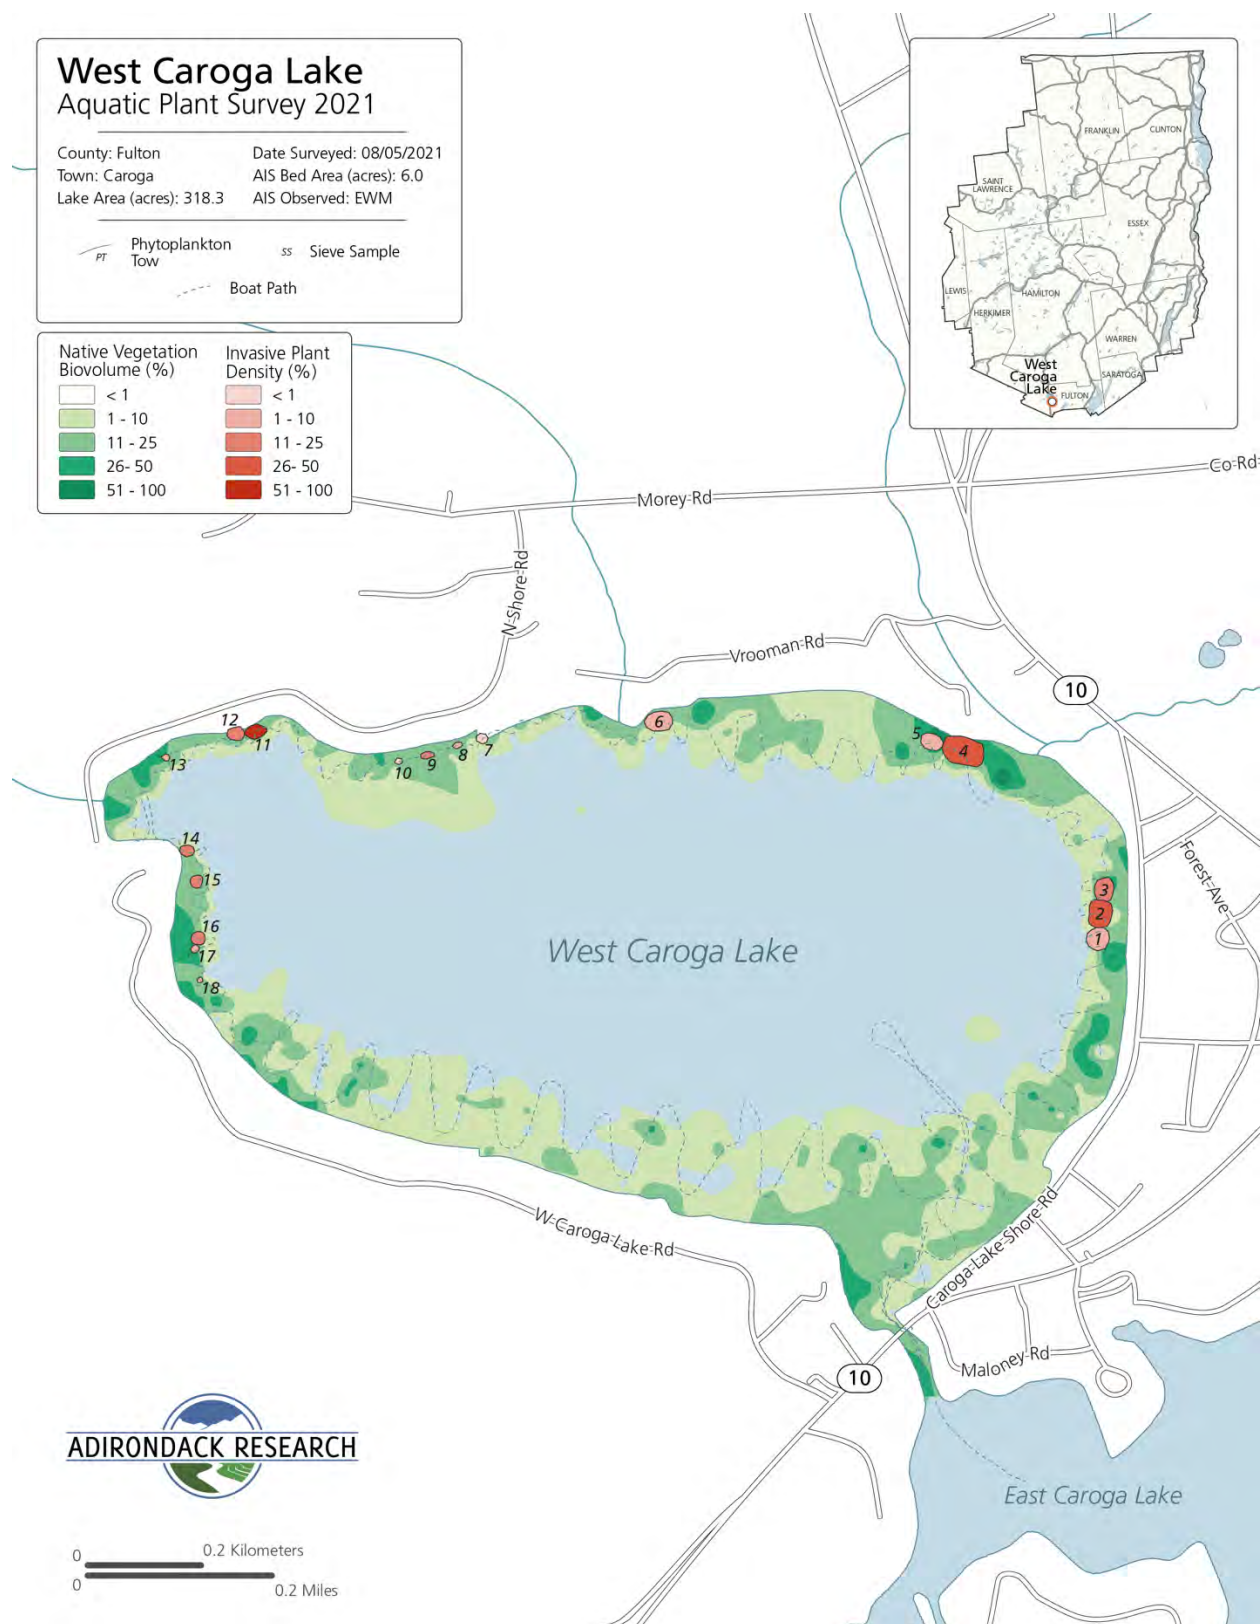 West Caroga Lake
Aquatic Plant Survey 2021
County: Fulton
Date Surveyed: 08/05/2021
Town: Caroga
AIS Bed Area (acres): 6.0
Lake Area (acres): 318.3
AIS Observed: EWM
PT
Phytoplankton
Tow
SS
Sieve Sample
Boat Path
Native Vegetation
Biovolume (%)
< 1
1 - 10
11 - 25
26- 50
51 - 100
Invasive Plant
Density (%)
< 1
1 - 10
11 - 25
26- 50
51 - 100
FRANKLIN
CLINTON
SAINT
LAWRENCE
ESSEX
LEWIS
HAMILTON
HERKIMER
WARREN
SARATOGA
West
Caroga
Lake
FULTON
Co Rd
Morey Rd
N Shore Rd
Vrooman Rd
10
12
11
13
10
9
8
7
6
5
4
14
15
16
17
18
3
2
1
Forest Ave
West Caroga Lake
W Caroga Lake Rd
Caroga Lake Shore Rd
Maloney Rd
10
East Caroga Lake
ADIRONDACK RESEARCH
0
0.2 Kilometers
0
0.2 Miles